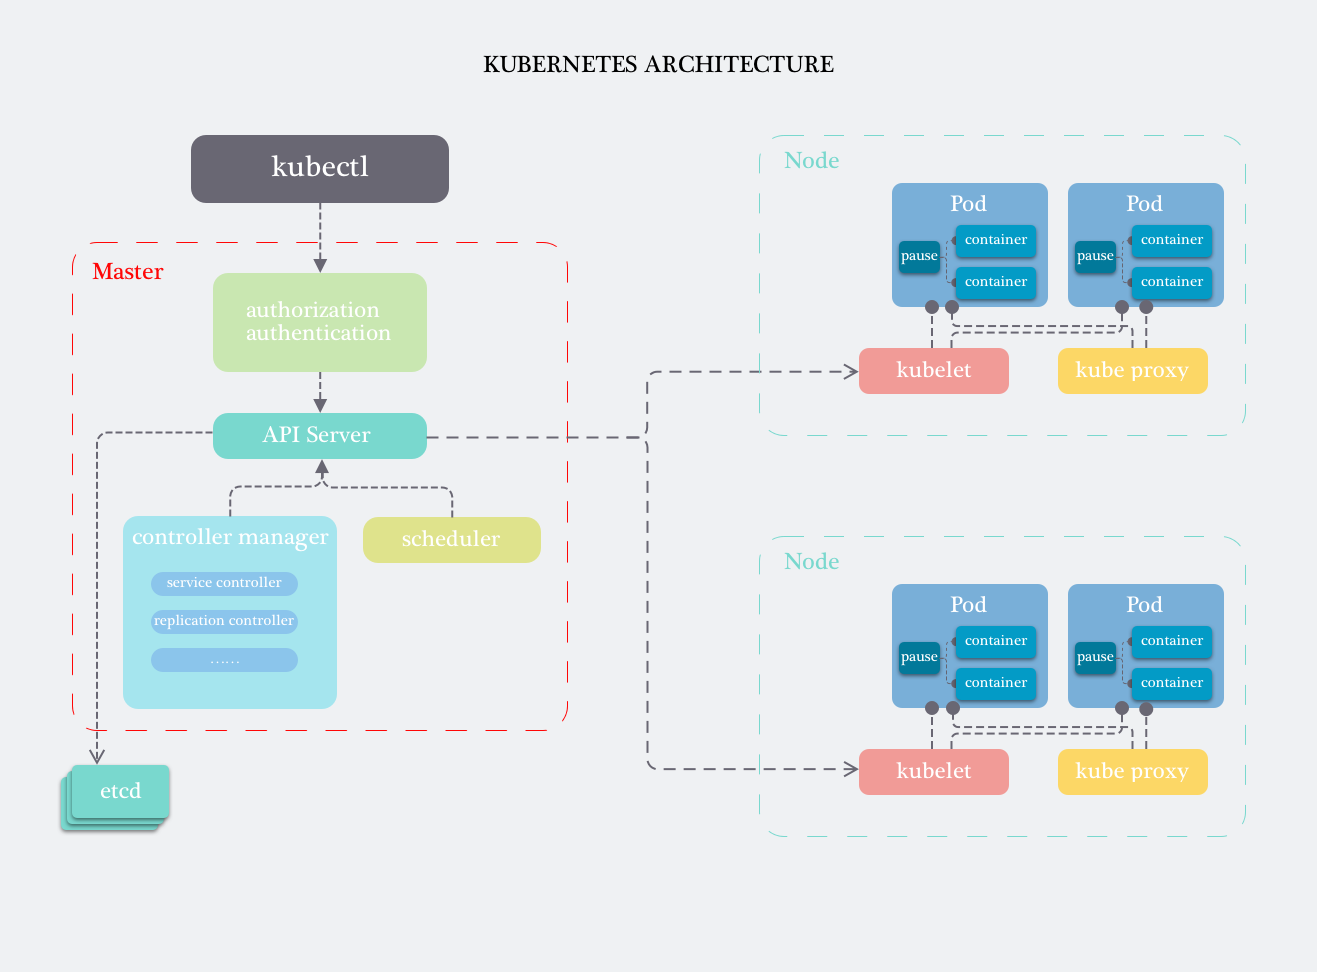 KUBERNETES ARCHITECTURE
kubectl
Master
authorization
authentication
API Server
controller manager
service controller
replication controller
......
scheduler
etcd
Node
Pod
pause
container
container
Pod
pause
container
container
kubelet
kube proxy
Node
Pod
pause
container
container
Pod
pause
container
container
kubelet
kube proxy